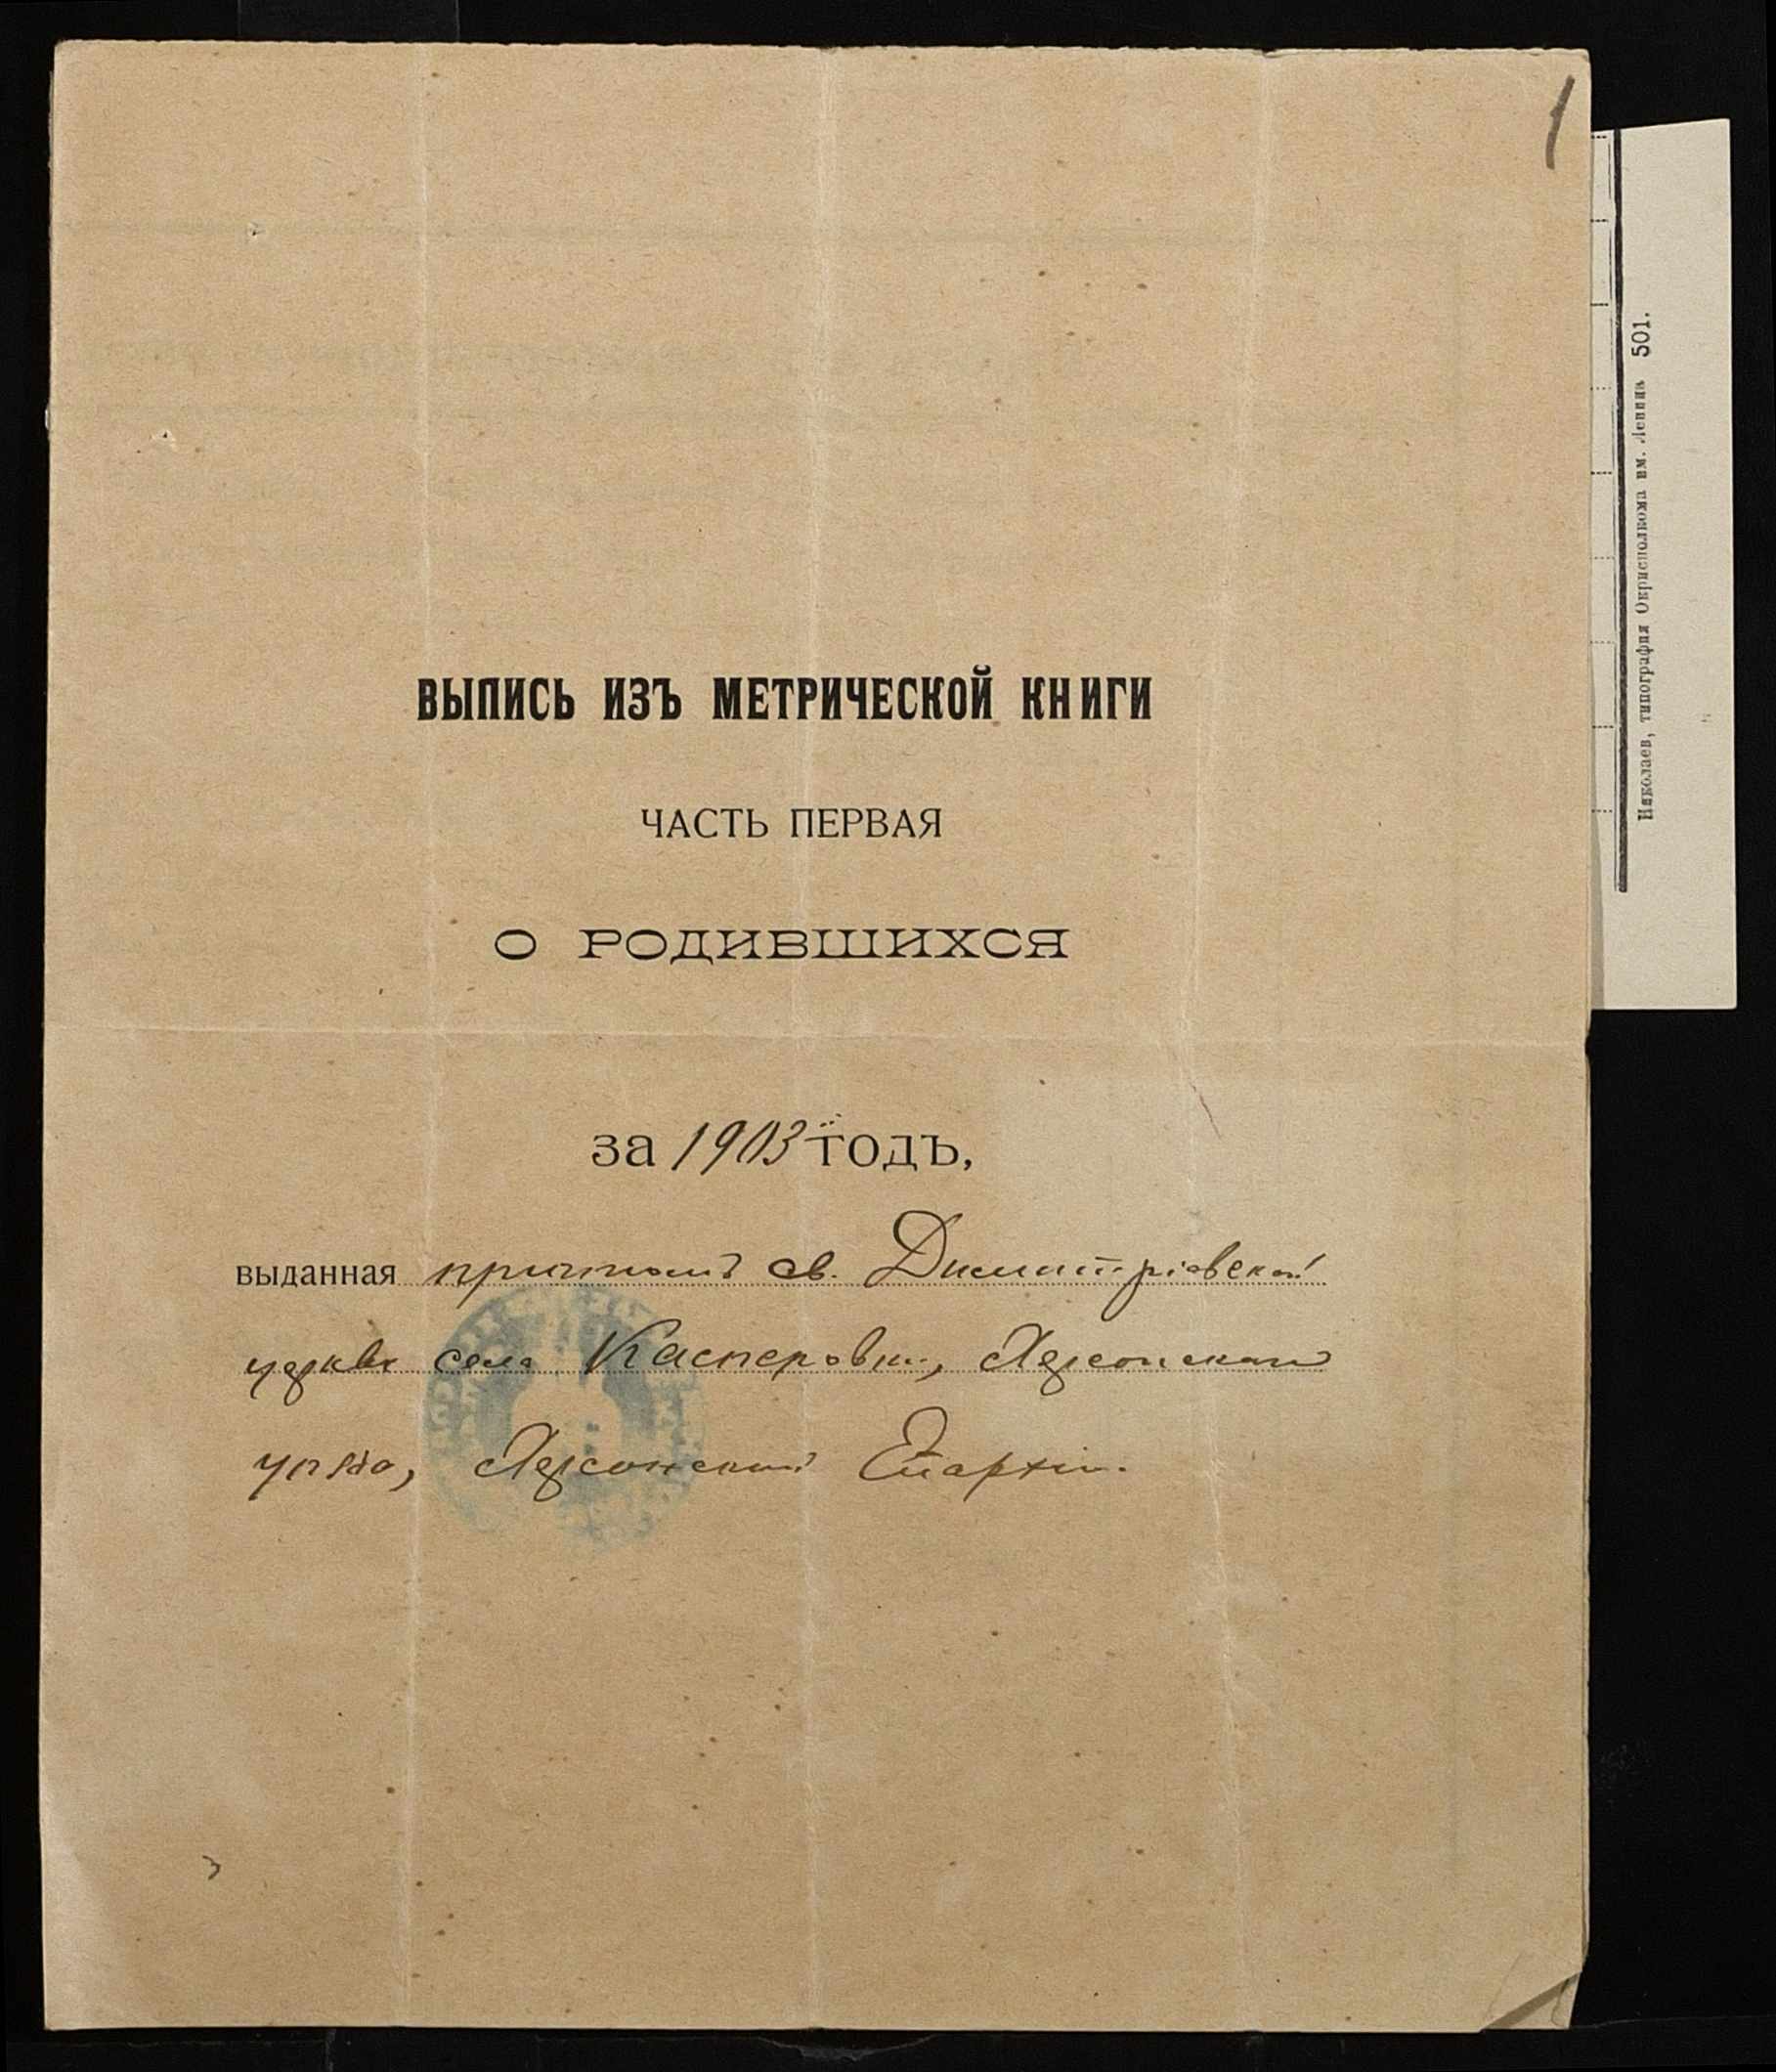 1
ВЫПИСЬ ИЗЪ МЕТРИЧЕСКОЙ КНИГИ
ЧАСТЬ ПЕРВАЯ
О РОДИВШИХСЯ
за 1903 годъ,
выданная причтомъ св. Димитріевской
церкви села Касперовки, Херсонскаго
уѣзда, Херсонской Епархіи.
Николаев, типография Окрисполкома им. Ленина 501.